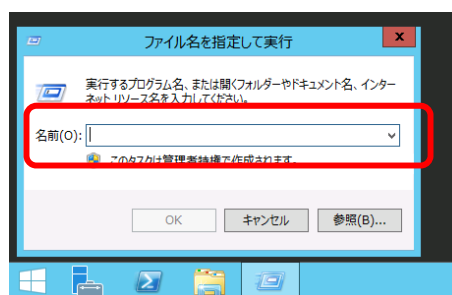 ファイル名を指定して実行
x
実行するプログラム名、または開くフォルダーやドキュメント名、インター
ネット リソース名を入力してください。
名前(O):
このタスクは管理者特権で作成されます。
OK キャンセル 参照(B)...